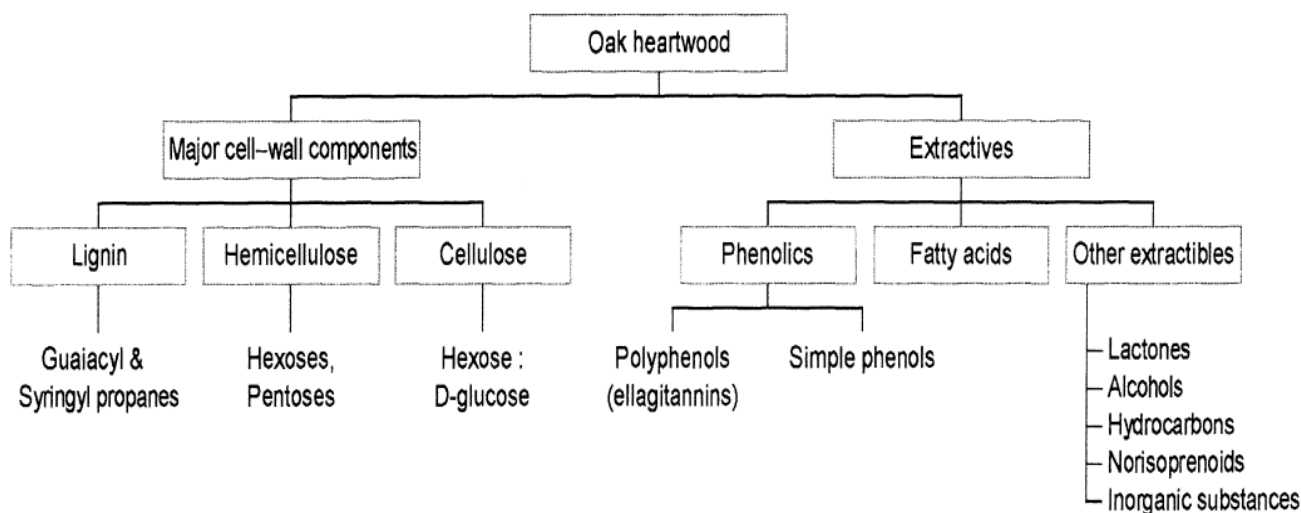 Oak heartwood
Major cell–wall components
Extractives
Lignin
Hemicellulose
Cellulose
Phenolics
Fatty acids
Other extractibles
Guaiacyl &
Syringyl propanes
Hexoses,
Pentoses
Hexose :
D-glucose
Polyphenols
(ellagitannins)
Simple phenols
Lactones
Alcohols
Hydrocarbons
Norisoprenoids
Inorganic substances